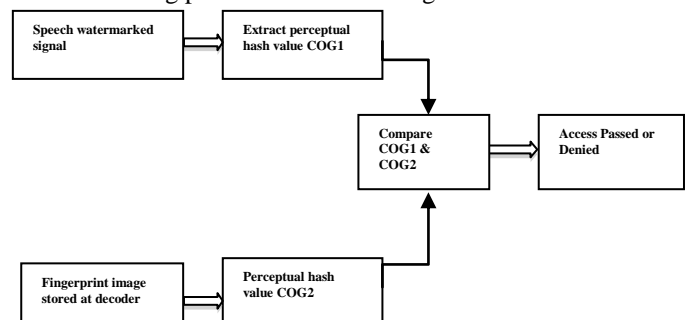 Speech watermarked
signal
Extract perceptual
hash value COG1
Compare
COG1 &
COG2
Access Passed or
Denied
Fingerprint image
stored at decoder
Perceptual hash
value COG2